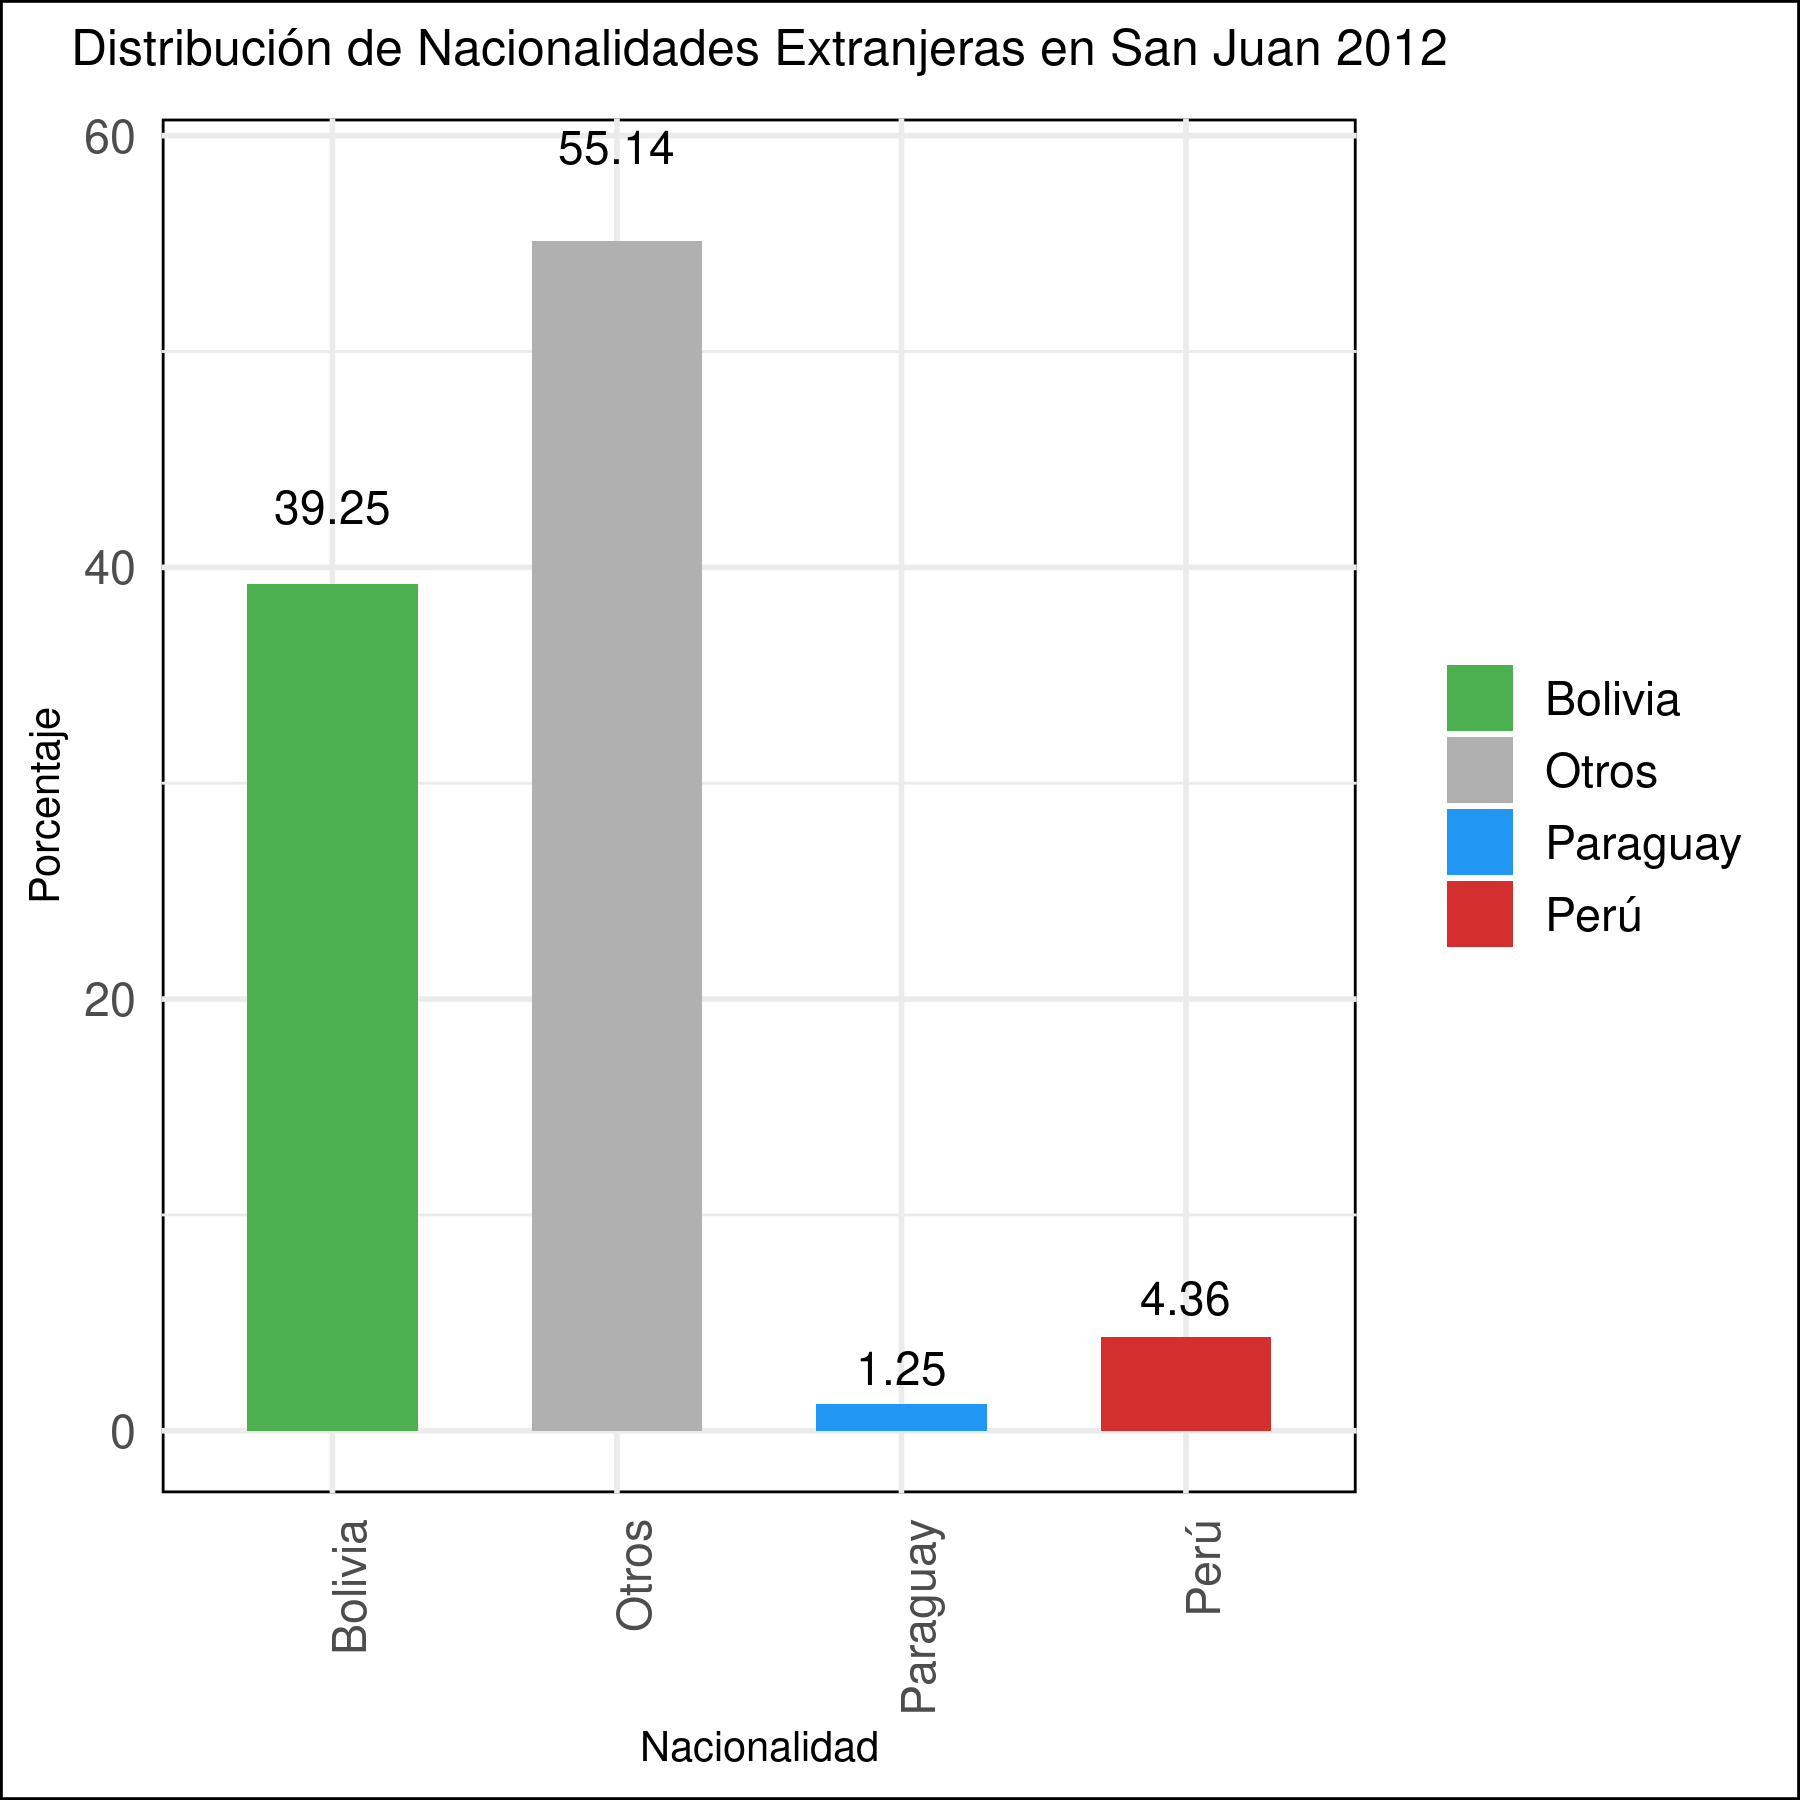 Distribución de Nacionalidades Extranjeras en San Juan 2012
Porcentaje
60
40
20
0
39.25
55.14
1.25
4.36
Bolivia
Otros
Paraguay
Perú
Nacionalidad
Bolivia
Otros
Paraguay
Perú